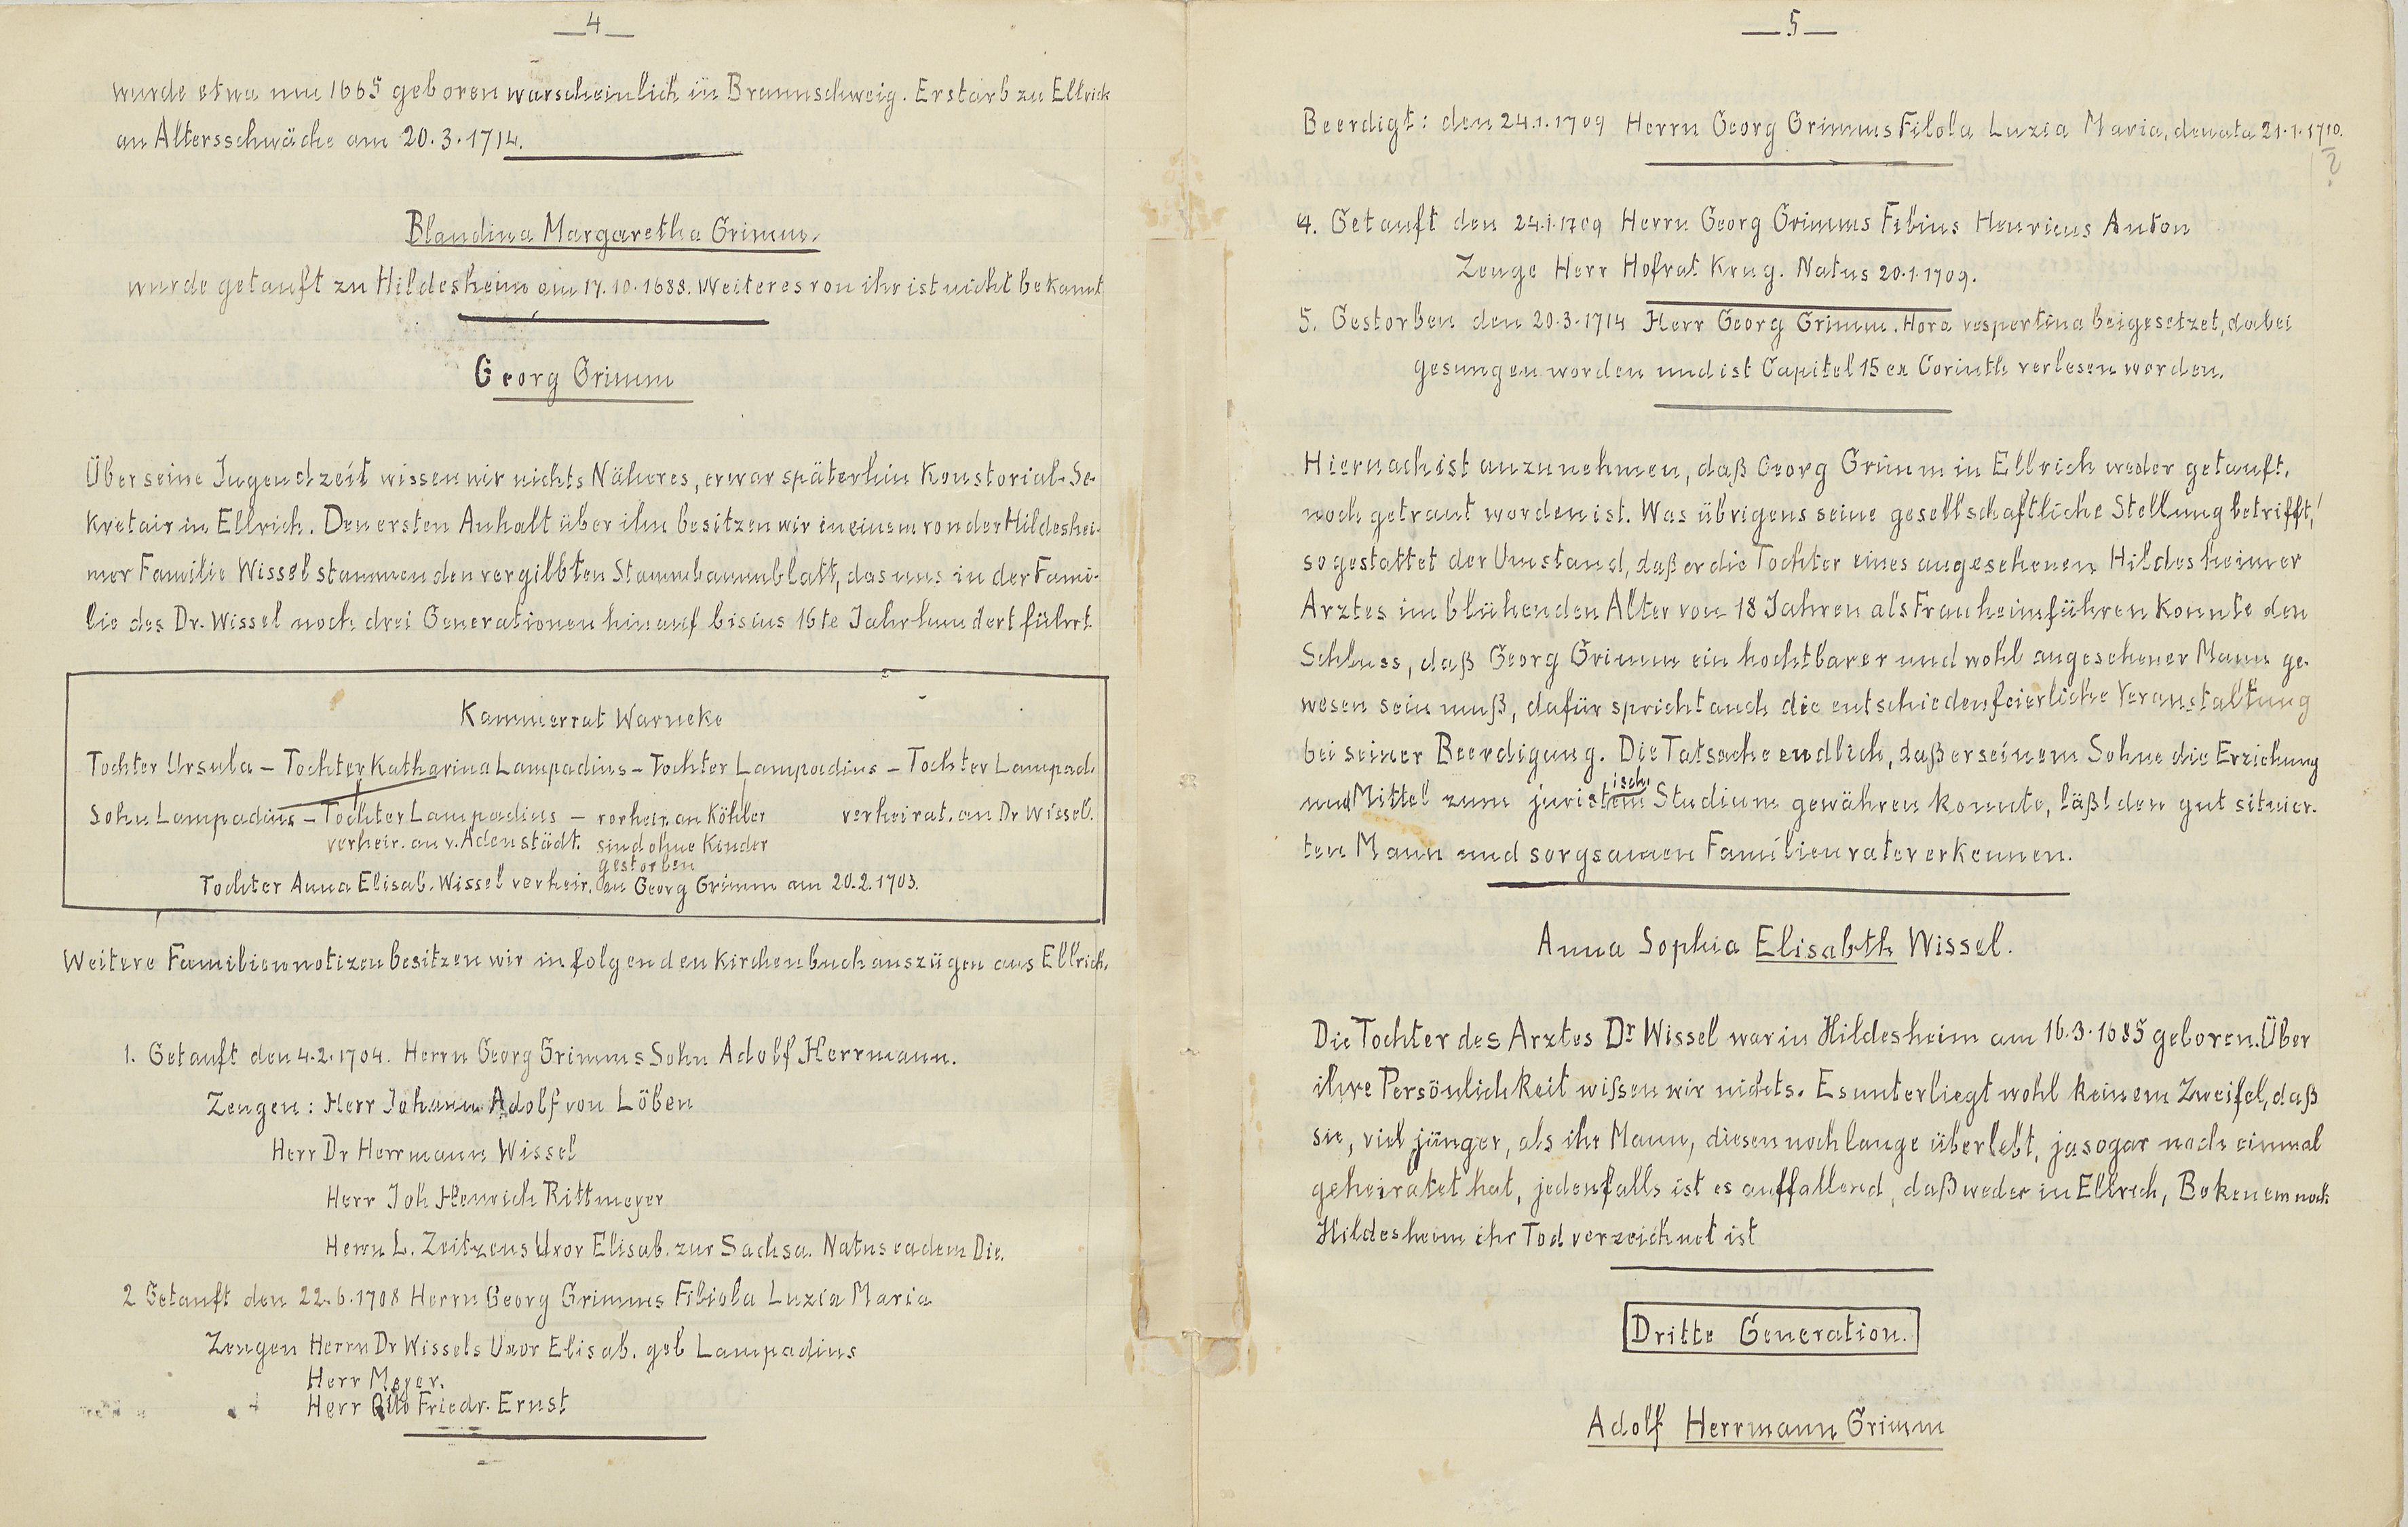 — 4 —
wurde etwa um 1665 geboren warscheinlich in Braunschweig. Er starb zu Ellrich
an Altersschwäche am 20.3.1714.
Blandina Margaretha Grimm.
wurde getauft zu Hildesheim am 17.10.1688. Weiteres von ihr ist nicht bekannt
Georg Grimm
Über seine Jugendzeit wissen wir nichts Näheres, er war späterhin Konstorial-Se-
kretair in Ellrich. Den ersten Anhalt über ihn besitzen wir in einem von der Hildeshei-
mer Familie Wissel stammenden vergilbten Stammbaumblatt, das uns in der Fami-
lie des Dr. Wissel noch drei Generationen hinauf bis ins 16te Jahrhundert führt
Kammerrat Warneke
Tochter Ursula – Tochter Katharina Lampadius – Tochter Lampadius – Tochter Lampad.
Sohn Lampadius – Tochter Lampadius – verheir. an Köhler verheirat. an Dr Wissel.
verheir. an v. Adenstädt. sind ohne Kinder
gestorben
Tochter Anna Elisab. Wissel verheir. an Georg Grimm am 20.2.1703.
Weitere Familiennotizen besitzen wir in folgenden Kirchenbuchauszügen aus Ellrich.
1. Getauft den 4.2.1704. Herrn Georg Grimms Sohn Adolf Herrmann.
Zeugen: Herr Johann Adolf von Löben
Herr Dr Herrmann Wissel
Herr Joh Henrich Rittmeyer
Herrn L. Zeitzens Uxor Elisab. zur Sachsa. Natus eadem Die.
2 Getauft den 22.6.1708 Herrn Georg Grimms Filiola Luzia Maria
Zeugen Herrn Dr Wissels Uxor Elisab. geb Lampadius
Herr Meyer.
Herr Otto Friedr. Ernst
— 5 —
Beerdigt: den 24.1.1709 Herrn Georg Grimms Filola Luzia Maria, denata 21.1.1710.
?
4. Getauft den 24.1.1709 Herrn Georg Grimms Filius Henricus Anton
Zeuge Herr Hofrat Krug. Natus 20.1.1709.
5. Gestorben den 20.3.1714 Herr Georg Grimm. Hora vespertina beigesetzet, dabei
gesungen worden und ist Capitel 15 ex Corinth verlesen worden.
Hiernach ist anzunehmen, daß Georg Grimm in Ellrich weder getauft,
noch getraut worden ist. Was übrigens seine gesellschaftliche Stellung betrifft,
so gestattet der Umstand, daß er die Tochter eines angesehenen Hildesheimer
Arztes im blühenden Alter von 18 Jahren als Frau heimführen konnte den
Schluss, daß Georg Grimm ein hochtbarer und wohl angesehener Mann ge-
wesen sein muß, dafür spricht auch die entschieden feierliche Veranstaltung
bei seiner Beerdigung. Die Tatsache endlich, daß er seinem Sohne die Erziehung
und Mittel zum juristischem Studium gewähren konnte, läßt den gut situier-
ten Mann und sorgsamen Familienvater erkennen.
Anna Sophia Elisabth Wissel.
Die Tochter des Arztes Dr Wissel war in Hildesheim am 16.3.1685 geboren. Über
ihre Persönlichkeit wißen wir nichts. Es unterliegt wohl keinem Zweifel, daß
sie, viel jünger, als ihr Mann, diesen noch lange überlebt, ja sogar noch einmal
geheiratet hat, jedenfalls ist es auffallend, daß weder in Ellrich, Bokenem noch
Hildesheim ihr Tod verzeichnet ist
Dritte Generation.
Adolf Herrmann Grimm